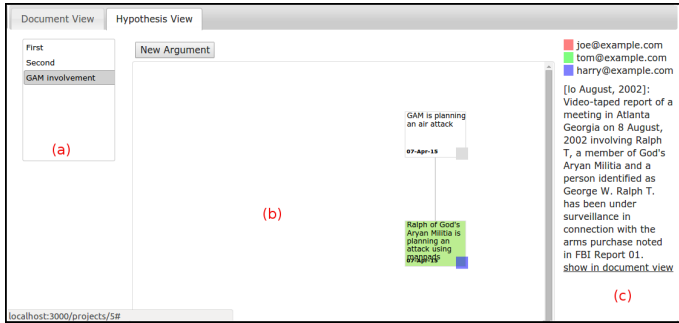 Document View
Hypothesis View
First
Second
GAM Involvement
(a)
New Argument
GAM is planning
an air attack
07-Apr-15
(b)
Ralph of God's
Aryan Militia is
planning an
attack using
manpads
07-Apr-15
joe@example.com
tom@example.com
harry@example.com
[lo August, 2002]:
Video-taped report of a
meeting in Atlanta
Georgia on 8 August,
2002 involving Ralph
T, a member of God's
Aryan Militia and a
person identified as
George W. Ralph T.
has been under
surveillance in
connection with the
arms purchase noted
in FBI Report 01.
show in document view
(c)
localhost:3000/projects/5#